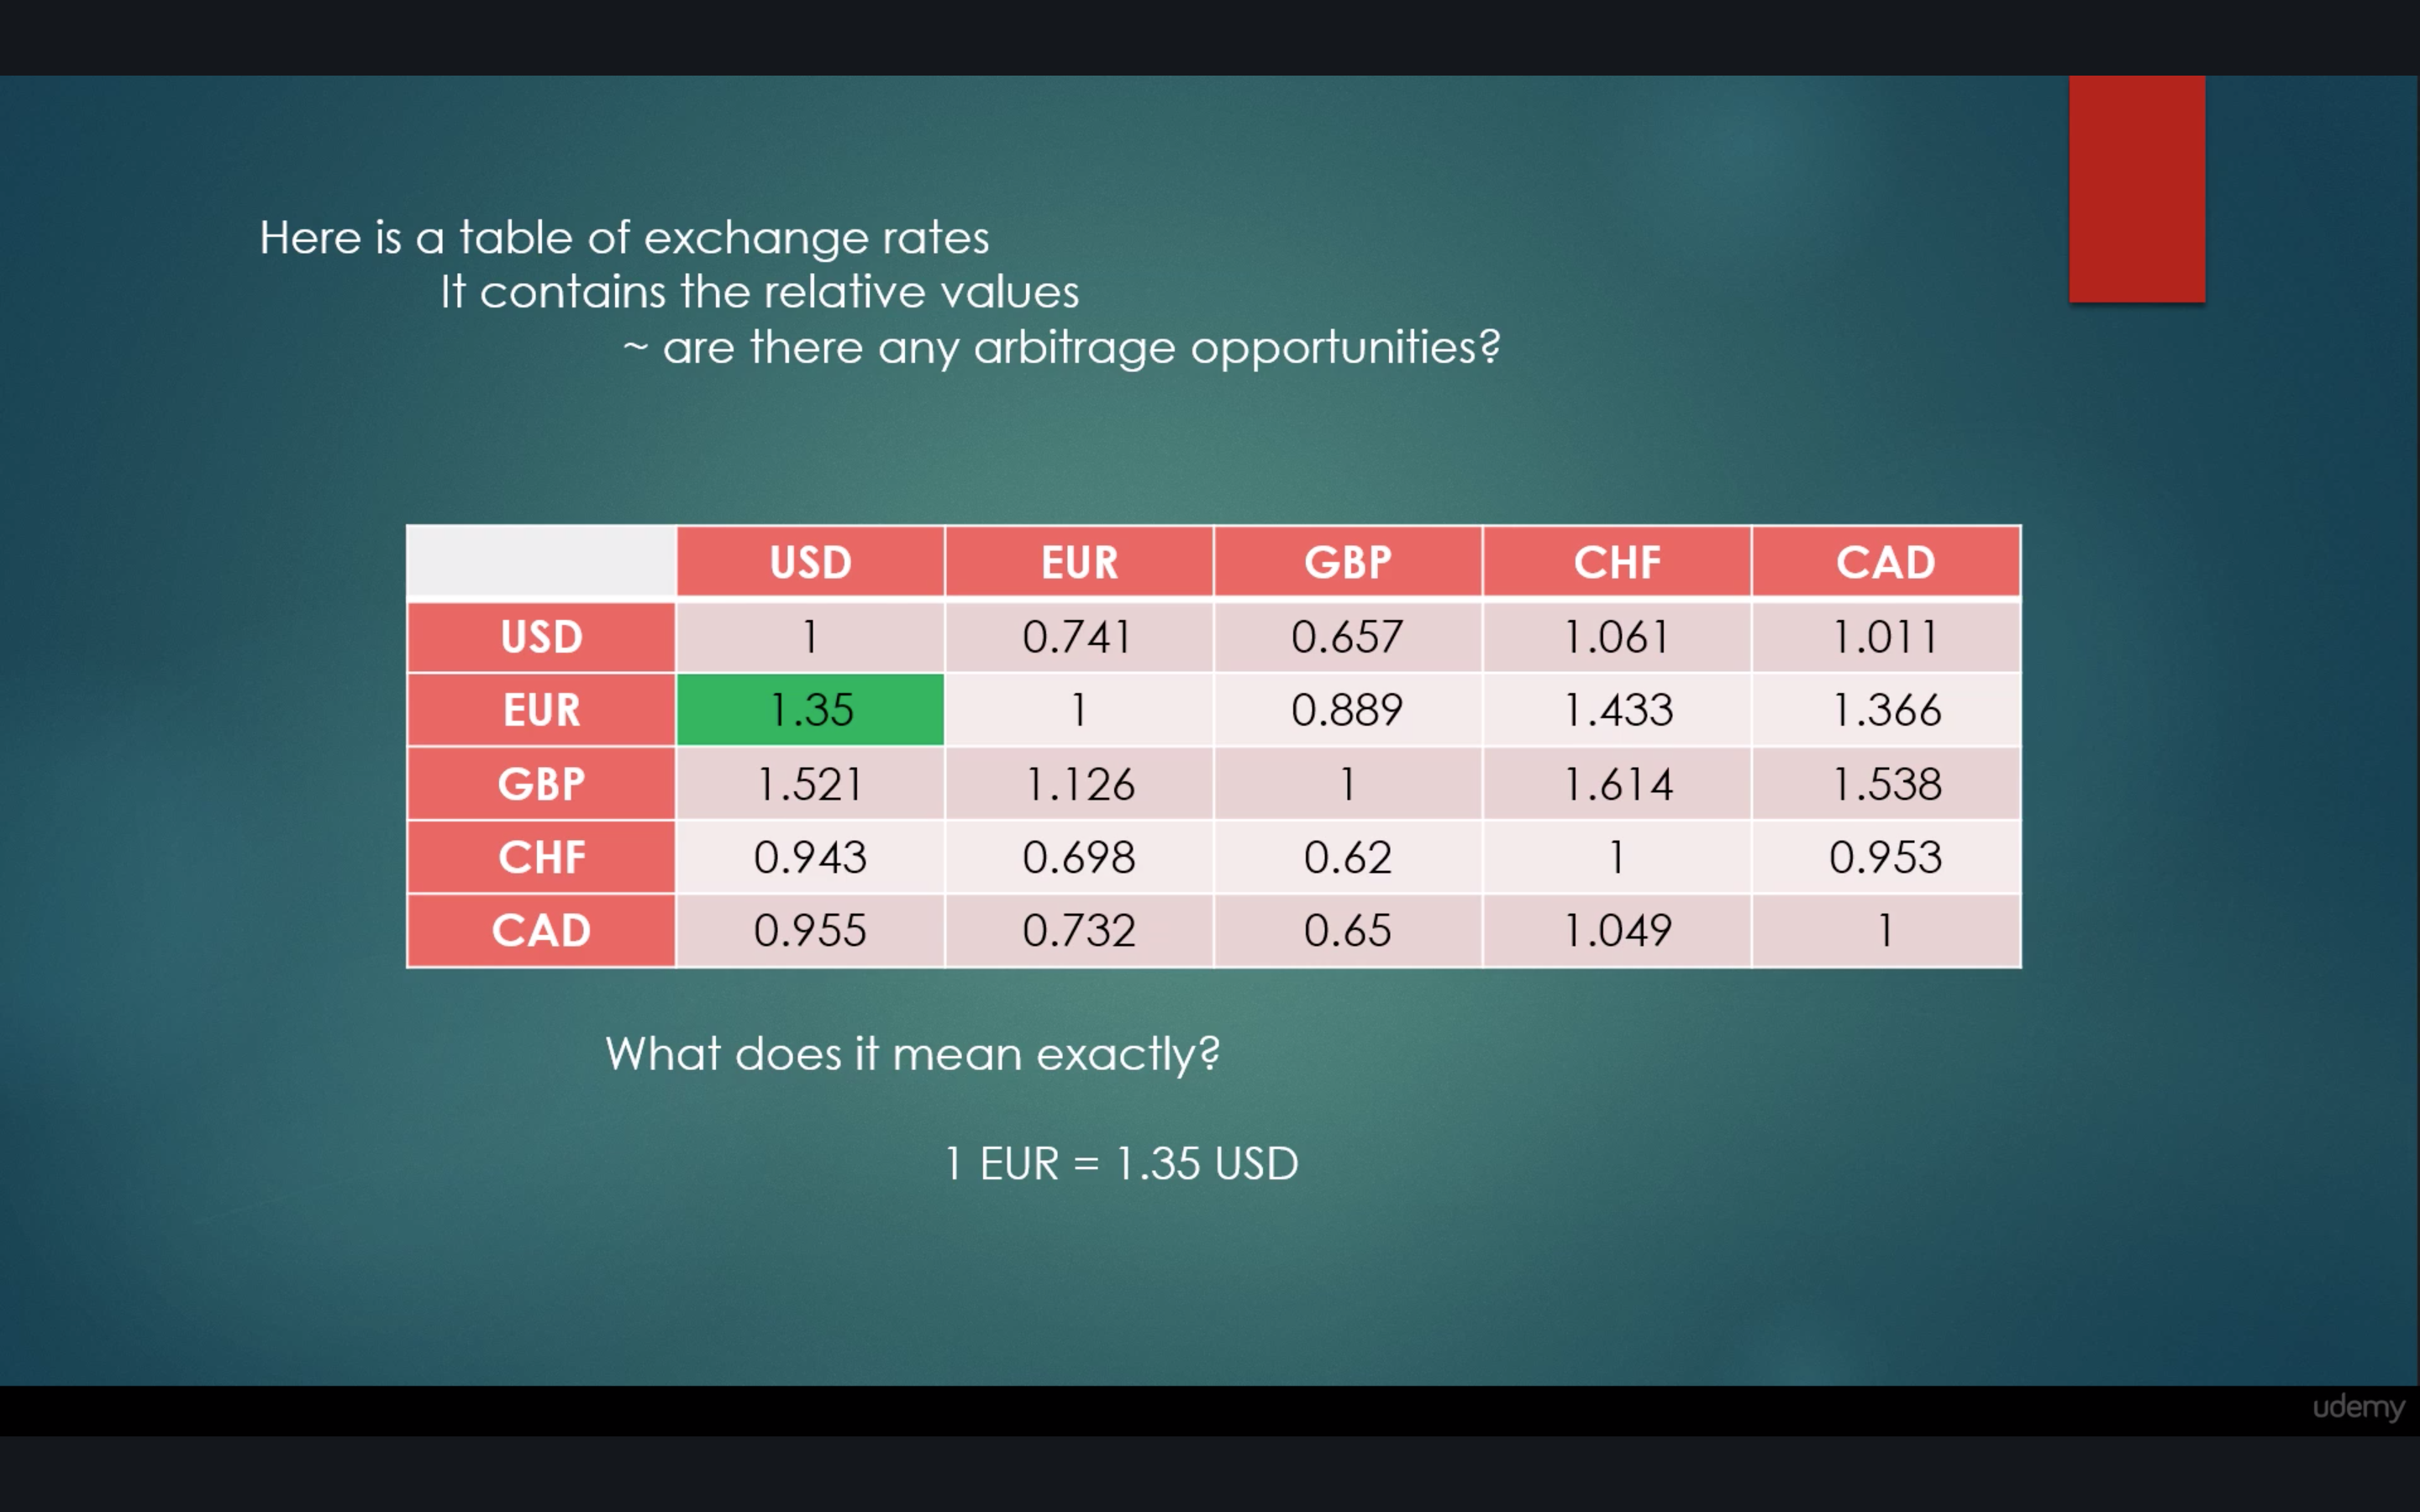 Here is a table of exchange rates
It contains the relative values
~ are there any arbitrage opportunities?
USD EUR GBP CHF CAD
USD 1 0.741 0.657 1.061 1.011
EUR 1.35 1 0.889 1.433 1.366
GBP 1.521 1.126 1 1.614 1.538
CHF 0.943 0.698 0.62 1 0.953
CAD 0.955 0.732 0.65 1.049 1
What does it mean exactly?
1 EUR = 1.35 USD
udemy